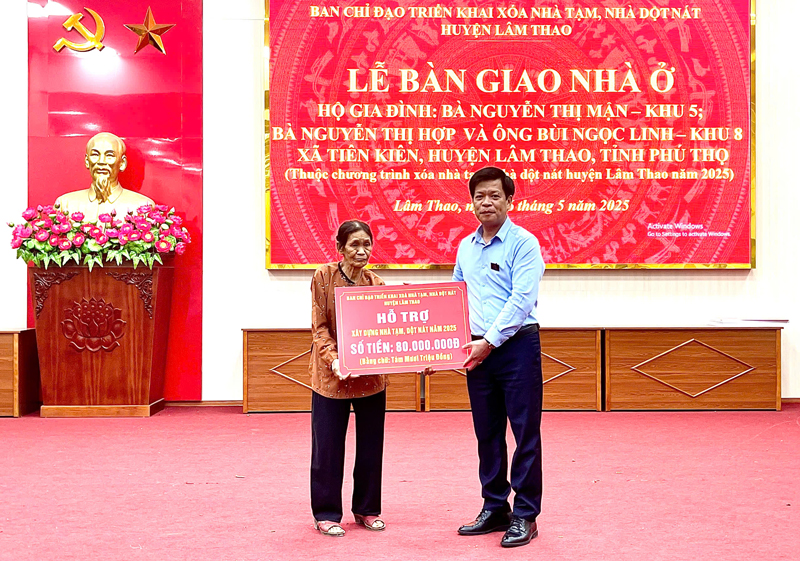 BAN CHỈ ĐẠO TRIỂN KHAI XÓA NHÀ TẠM, NHÀ DỘT NÁT
HUYỆN LÂM THAO
LỄ BÀN GIAO NHÀ Ở
HỘ GIA ĐÌNH: BÀ NGUYỄN THỊ MẬN – KHU 5;
BÀ NGUYỄN THỊ HỢP VÀ ÔNG BÙI NGỌC LINH – KHU 8
XÃ TIÊN KIÊN, HUYỆN LÂM THAO, TỈNH PHÚ THỌ
(Thuộc chương trình xóa nhà dột nát huyện Lâm Thao năm 2025)
Lâm Thao, tháng 5 năm 2025
Activate Windows
Go to Settings to activate Windows.
BAN CHỈ ĐẠO TRIỂN KHAI XOÁ NHÀ TẠM, NHÀ DỘT NÁT
HUYỆN LÂM THAO
HỖ TRỢ
XÂY DỰNG NHÀ TẠM, DỘT NÁT NĂM 2025
SỐ TIỀN: 80.000.000Đ
(Bằng chữ: Tám Mươi Triệu Đồng)